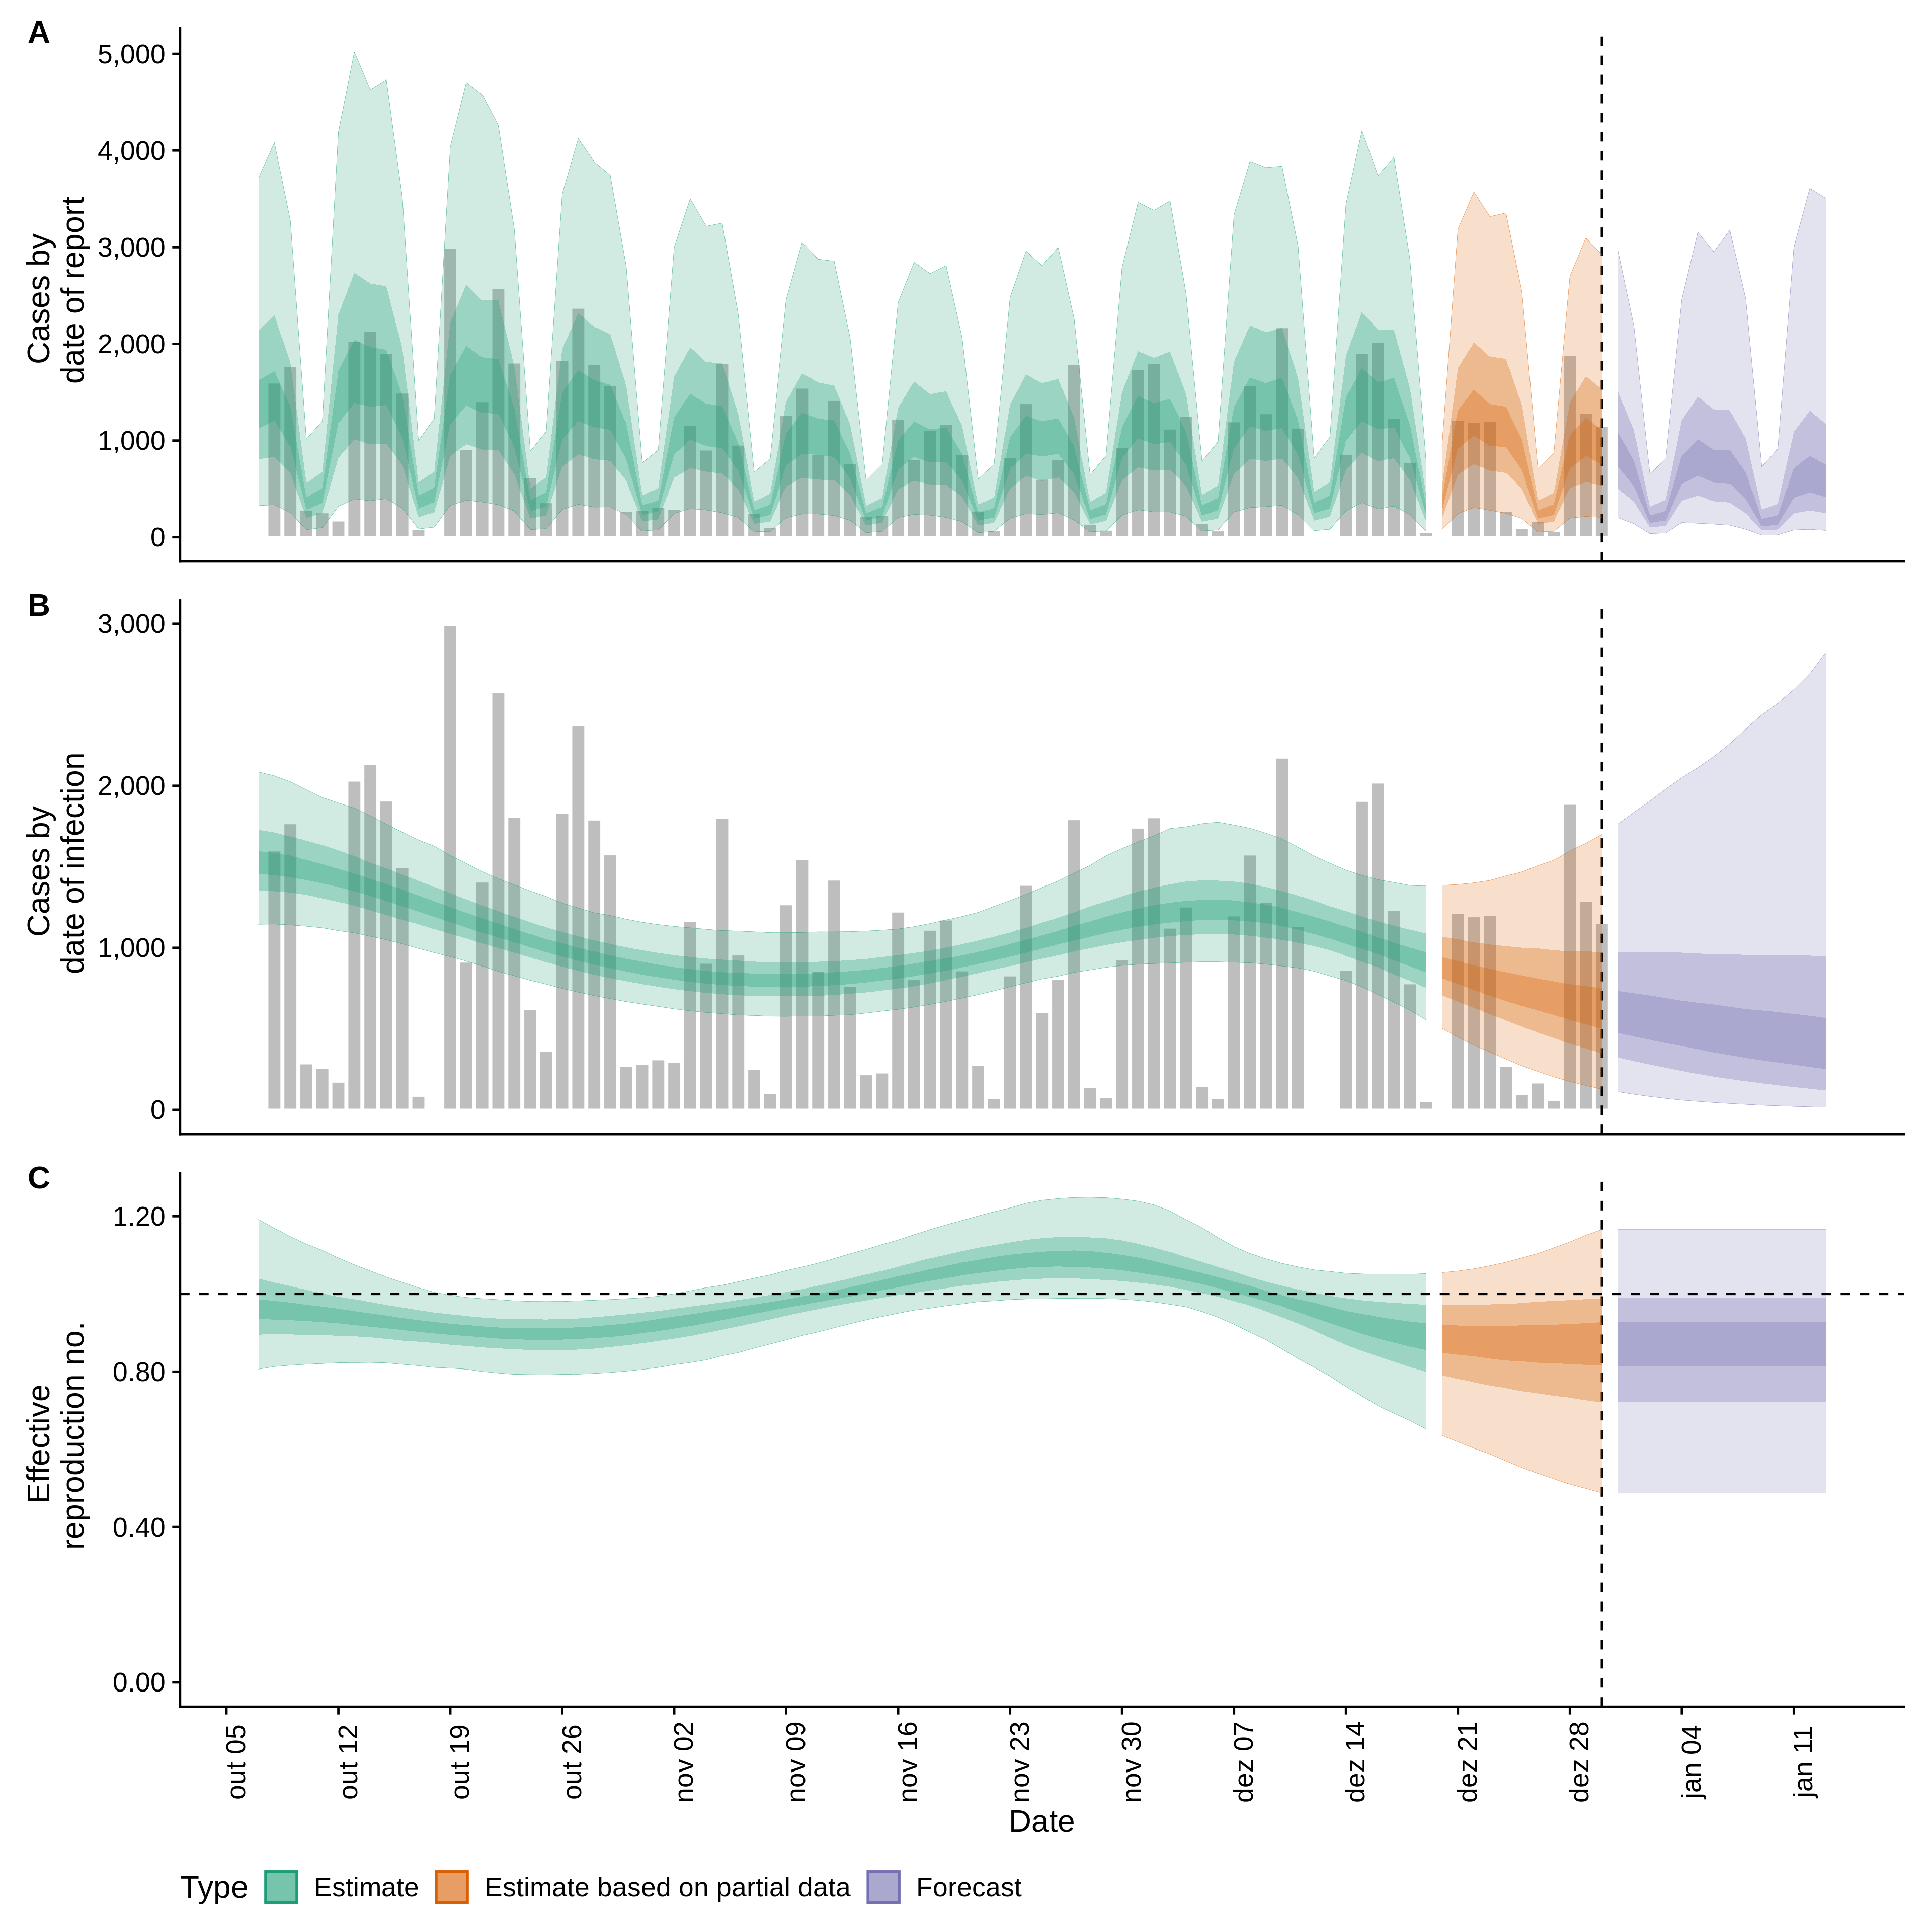 A
5,000
4,000
3,000
2,000
1,000
0
Cases by
date of report
B
3,000
2,000
1,000
0
Cases by
date of infection
C
1.20
0.80
0.40
0.00
Effective
reproduction no.
out 05
out 12
out 19
out 26
nov 02
nov 09
nov 16
nov 23
nov 30
dez 07
dez 14
dez 21
dez 28
jan 04
jan 11
Date
Type Estimate Estimate based on partial data Forecast